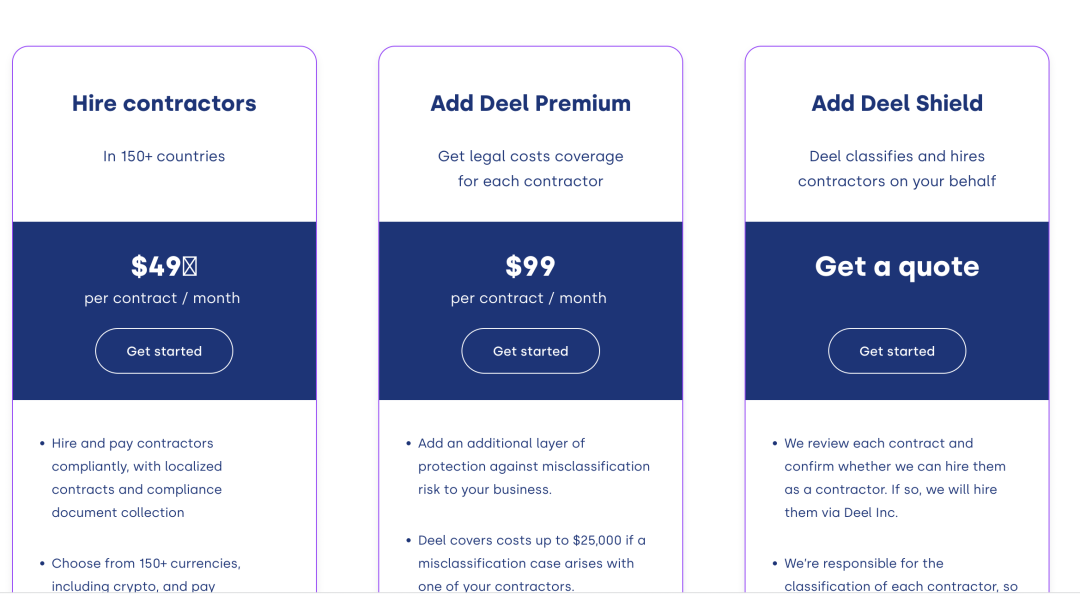 Hire contractors
In 150+ countries
$49
per contract / month
Get started
Hire and pay contractors
compliantly, with localized
contracts and compliance
document collection
Choose from 150+ currencies,
including crypto, and pay
Add Deel Premium
Get legal costs coverage
for each contractor
$99
per contract / month
Get started
Add an additional layer of
protection against misclassification
risk to your business.
Deel covers costs up to $25,000 if a
misclassification case arises with
one of your contractors.
Add Deel Shield
Deel classifies and hires
contractors on your behalf
Get a quote
Get started
We review each contract and
confirm whether we can hire them
as a contractor. If so, we will hire
them via Deel Inc.
We're responsible for the
classification of each contractor, so